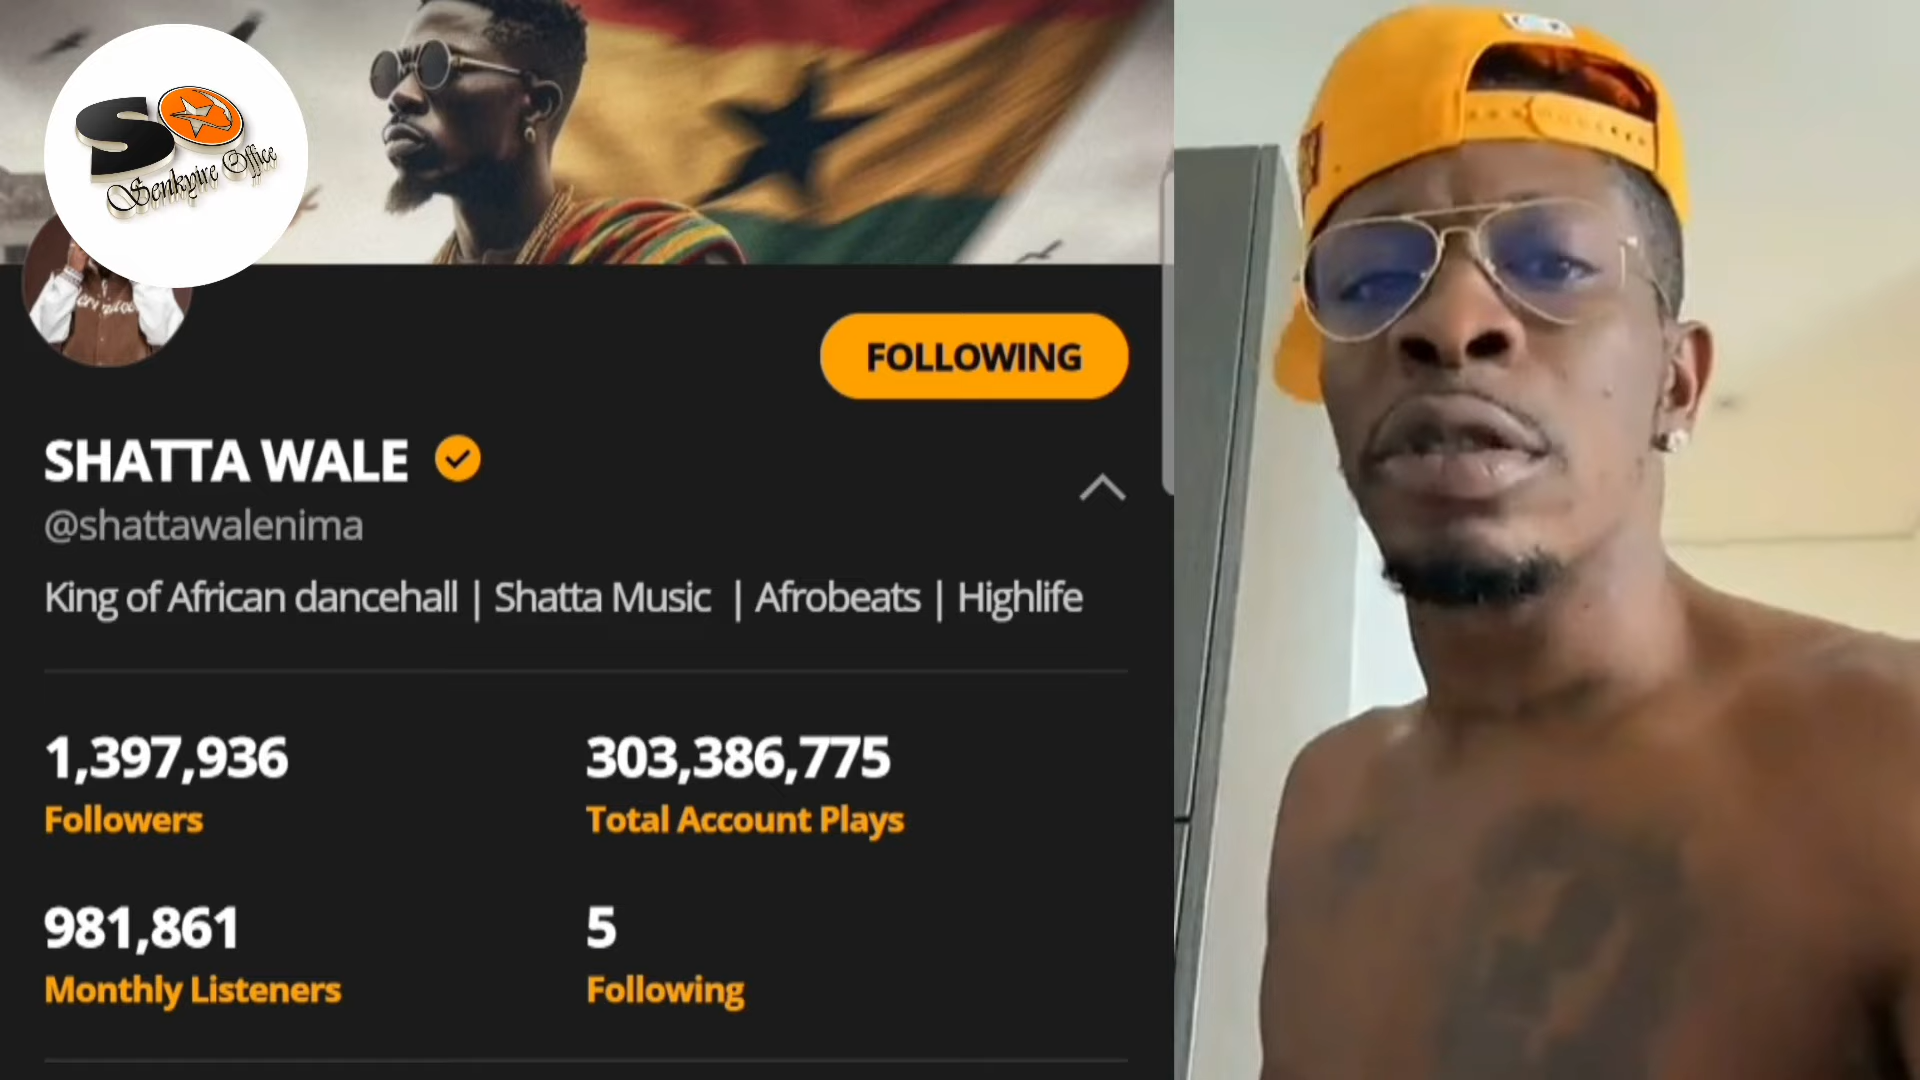 SO
Senkyire Office
FOLLOWING
SHATTA WALE
@shattawalenima
King of African dancehall | Shatta Music | Afrobeats | Highlife
1,397,936
Followers
303,386,775
Total Account Plays
981,861
Monthly Listeners
5
Following